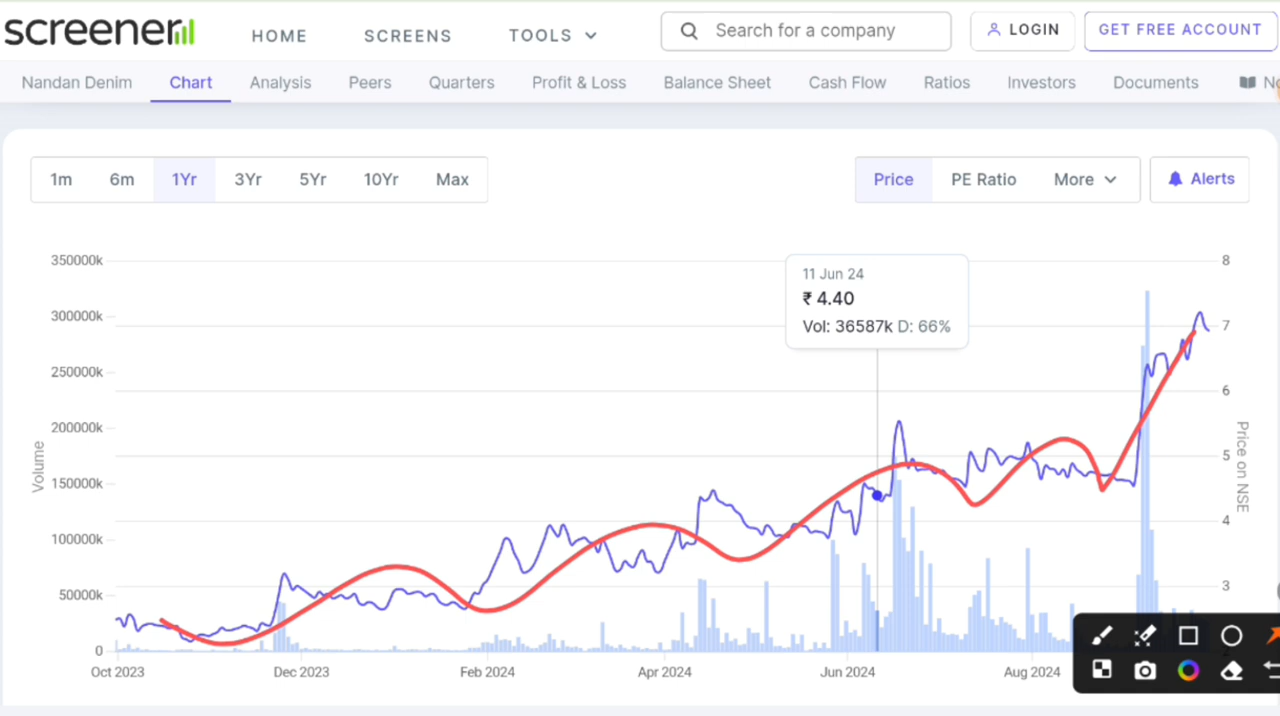 screener
HOME SCREENS TOOLS Search for a company LOGIN GET FREE ACCOUNT
Nandan Denim Chart Analysis Peers Quarters Profit & Loss Balance Sheet Cash Flow Ratios Investors Documents
1m 6m 1Yr 3Yr 5Yr 10Yr Max Price PE Ratio More Alerts
350000k 8
11 Jun 24
₹ 4.40
300000k 7
Vol: 36587k D: 66%
250000k 6
200000k 5
150000k
100000k 4
50000k 3
0
Volume
Price on NSE
Oct 2023 Dec 2023 Feb 2024 Apr 2024 Jun 2024 Aug 2024